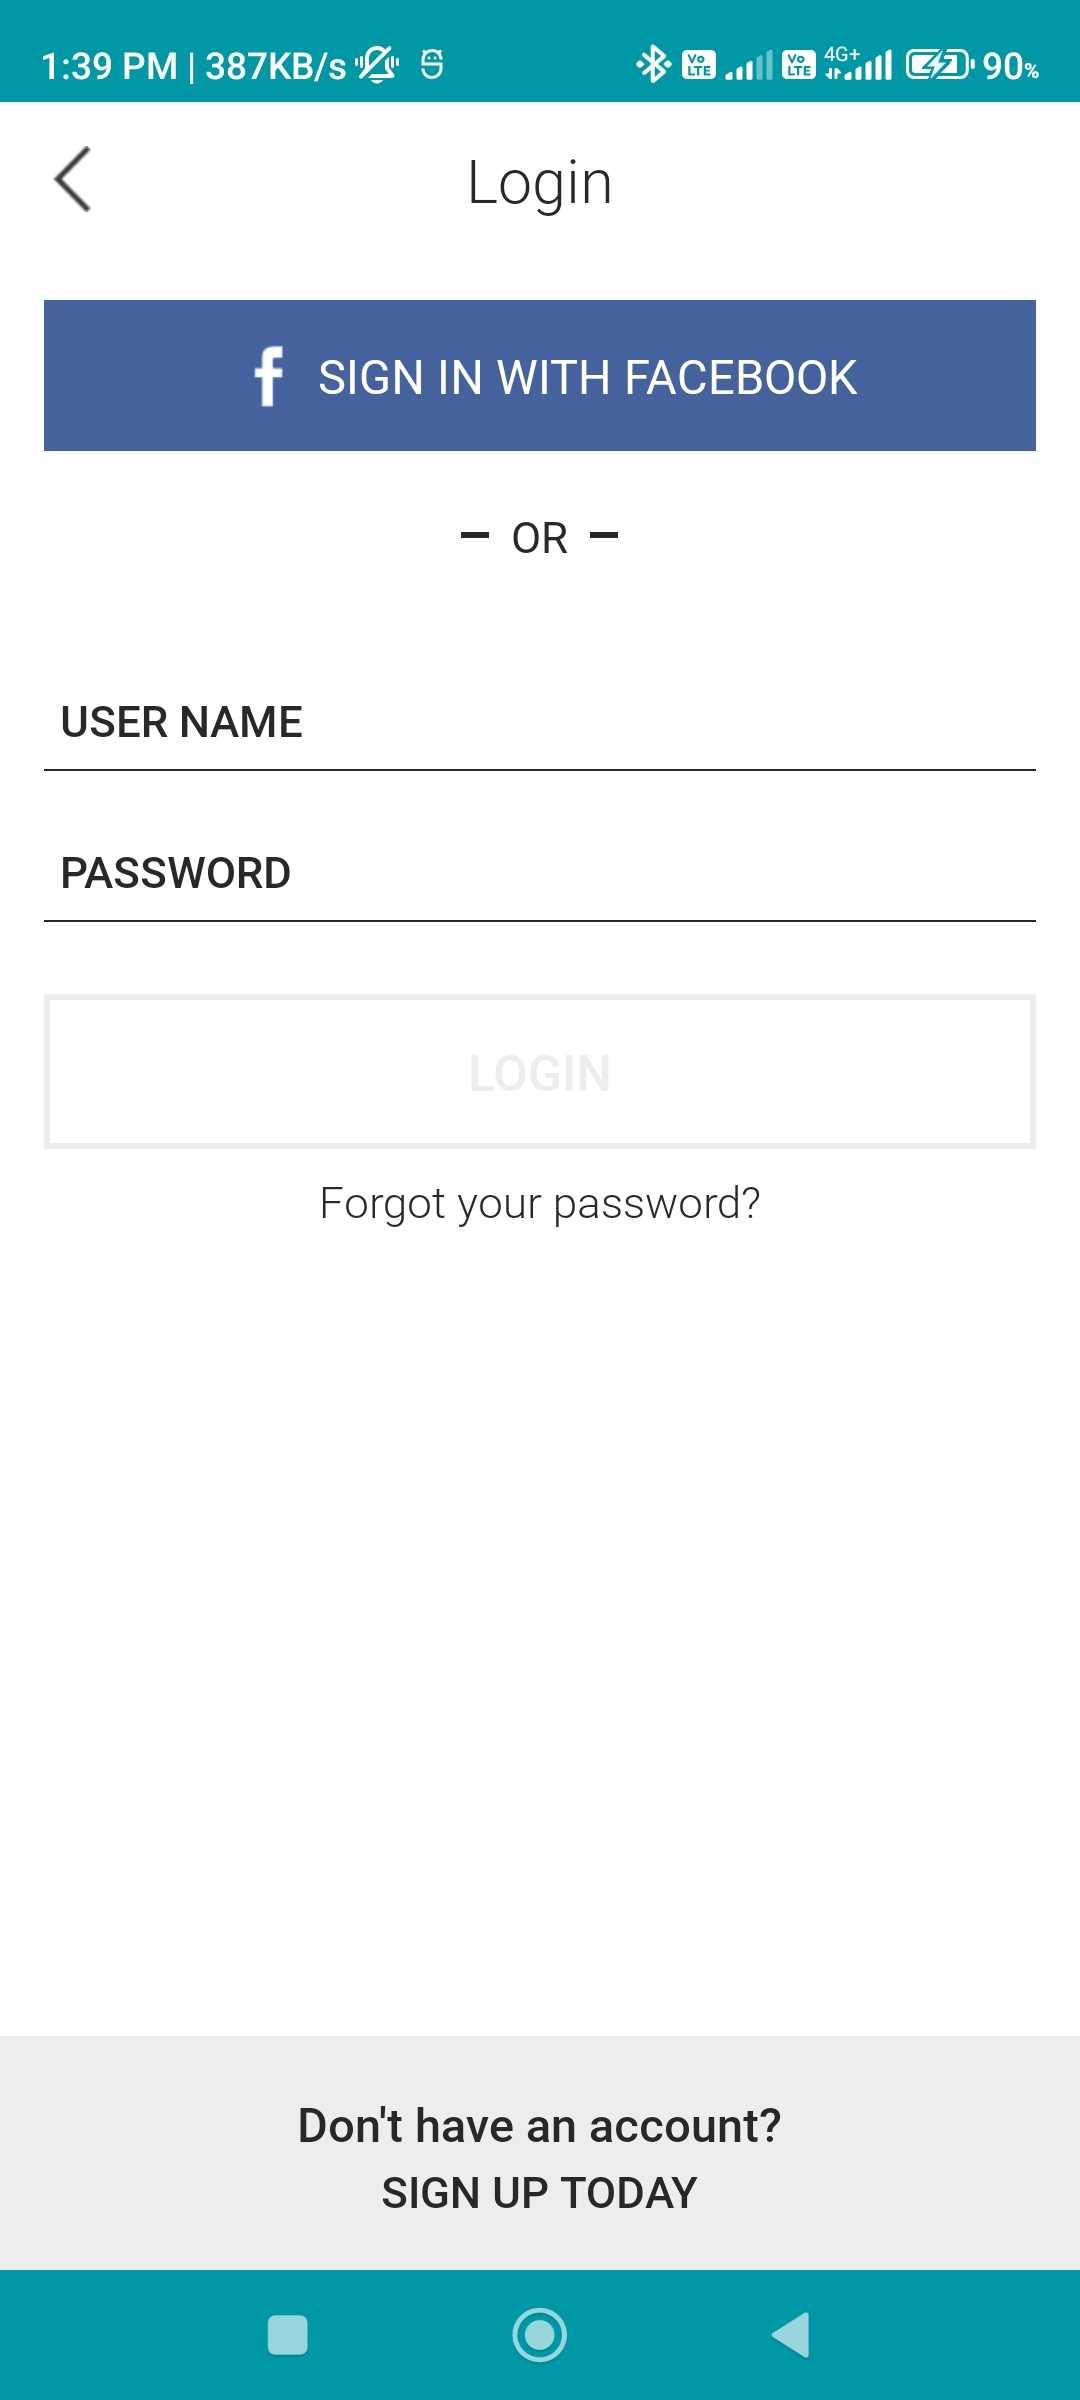 1:39 PM | 387KB/s Vo LTE Vo LTE 4G+ 90%
Login
f SIGN IN WITH FACEBOOK
– OR –
USER NAME
PASSWORD
LOGIN
Forgot your password?
Don't have an account?
SIGN UP TODAY